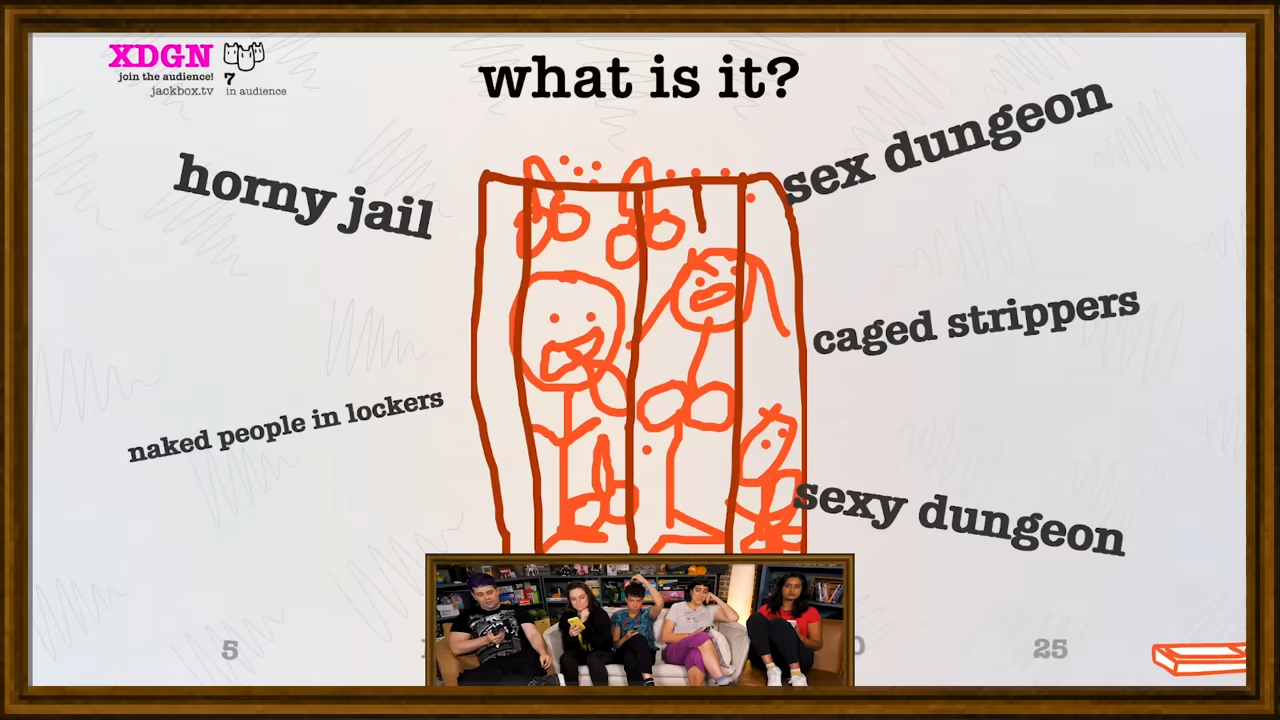 XDGN
join the audience!
jackbox.tv
7
in audience
what is it?
horny jail
sex dungeon
caged strippers
naked people in lockers
sexy dungeon
5
25